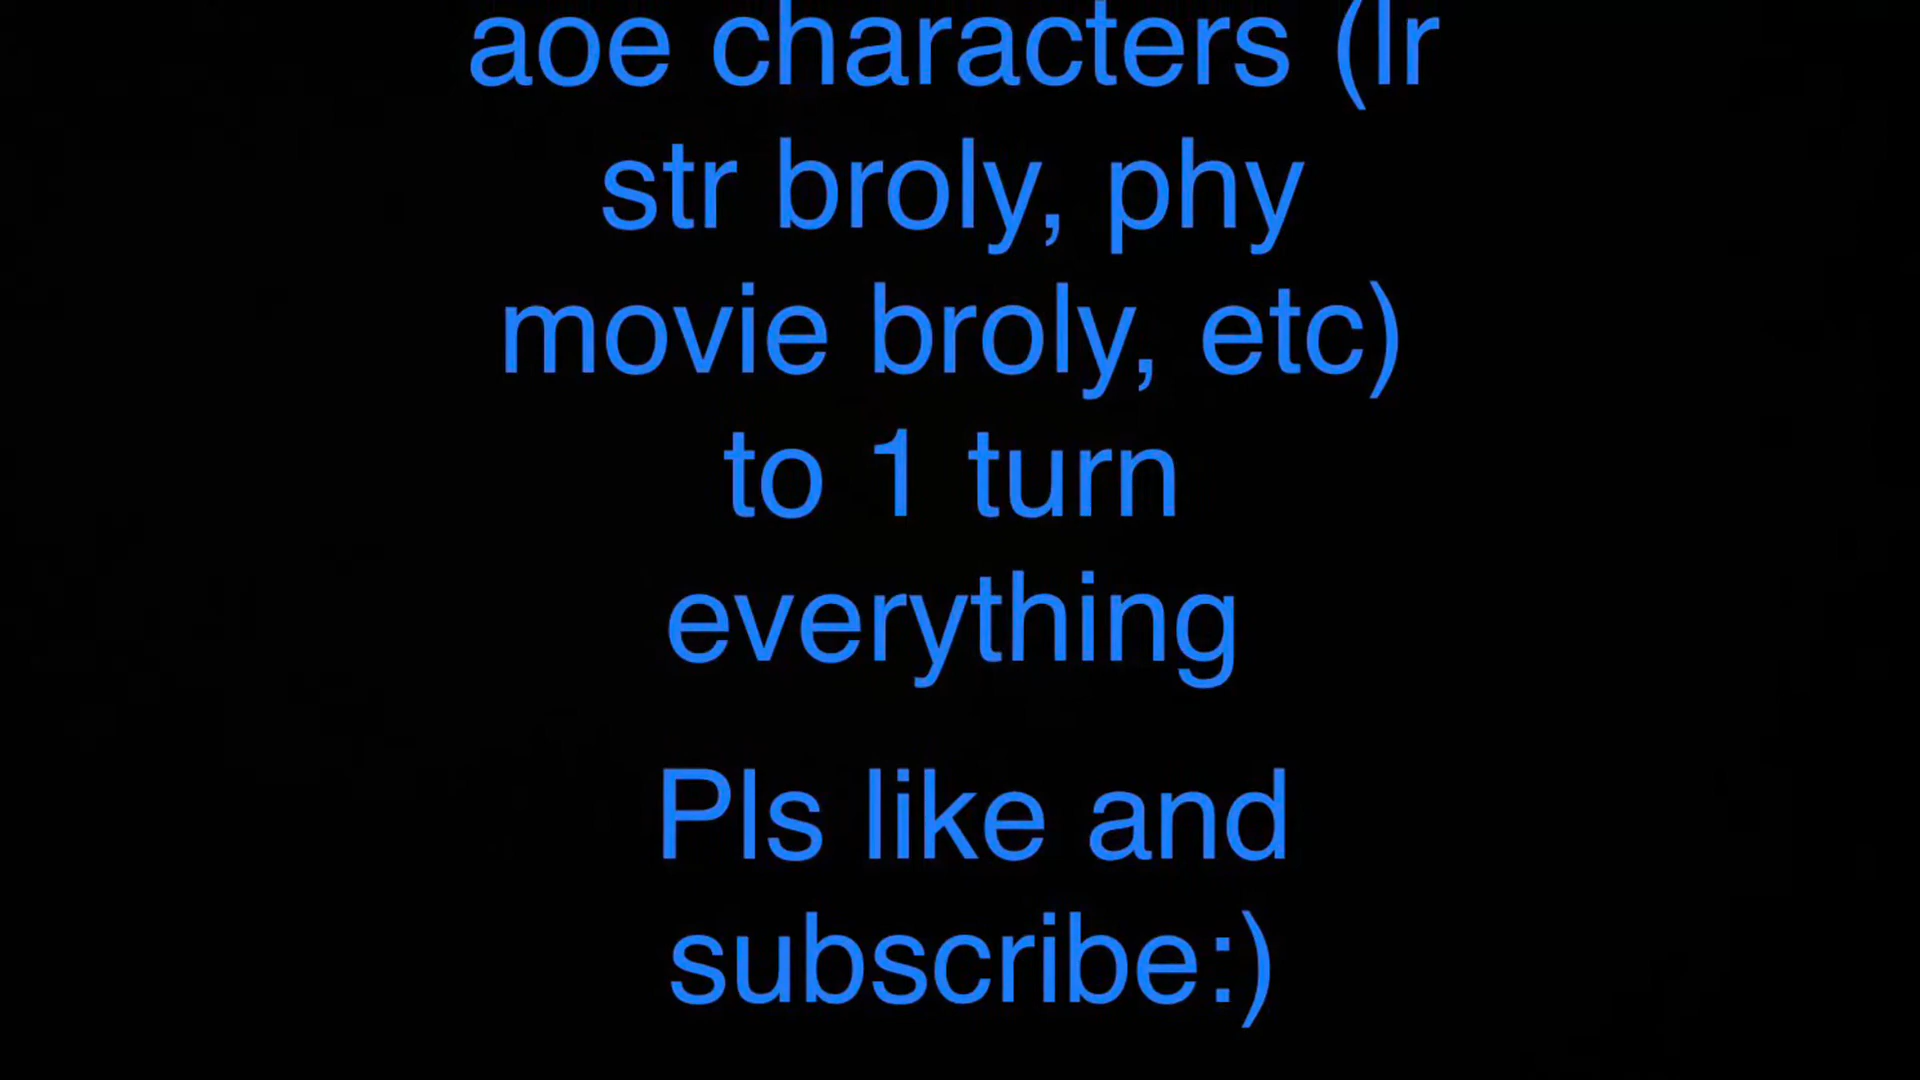 aoe characters (lr
str broly, phy
movie broly, etc)
to 1 turn
everything
Pls like and
subscribe:)